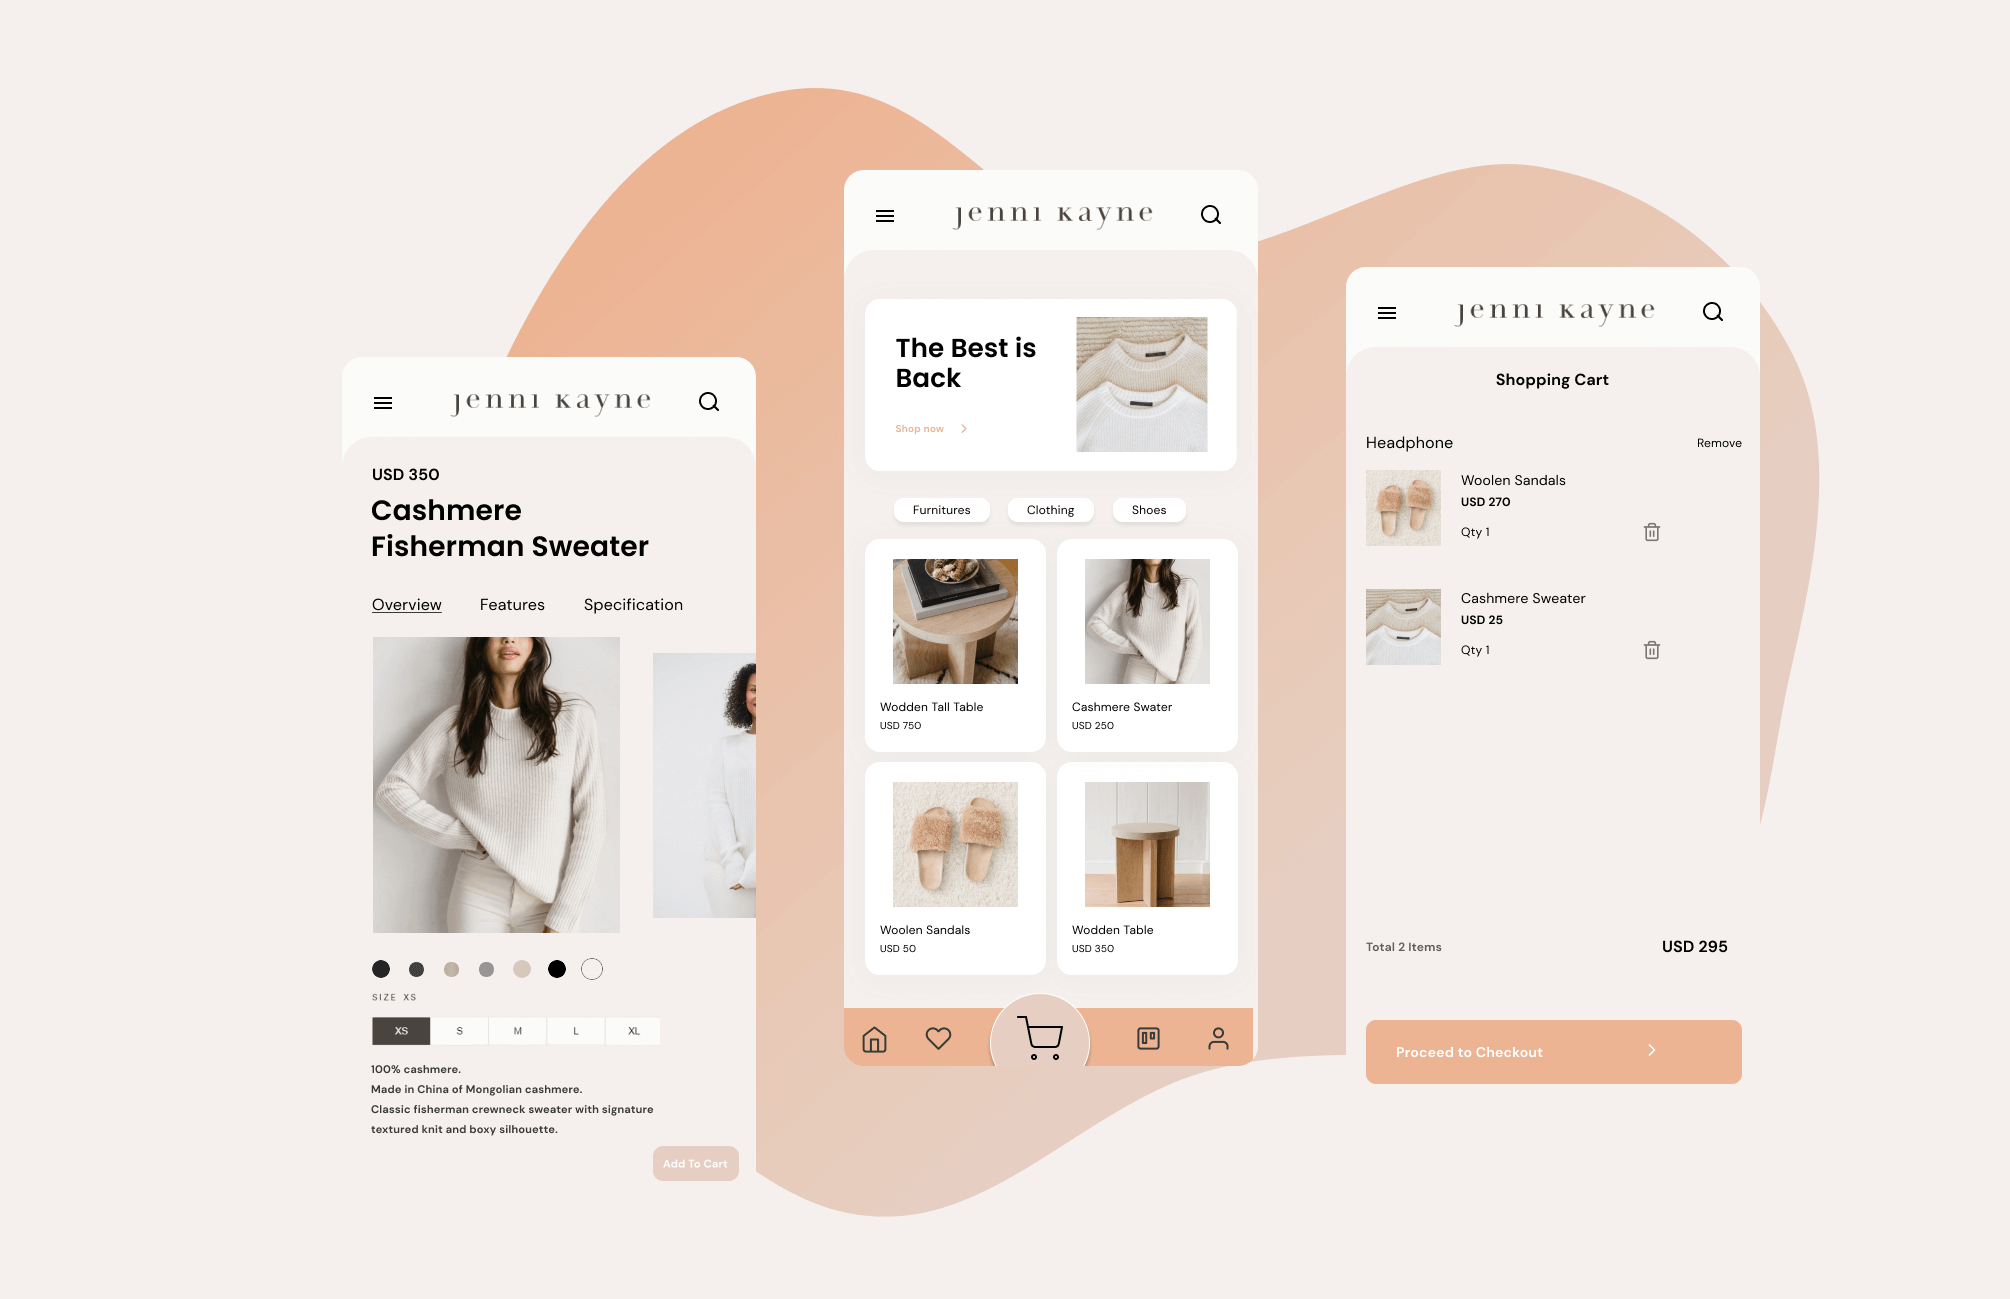 jenni kayne
USD 350
Cashmere
Fisherman Sweater
Overview Features Specification
SIZE XS
XS S M L XL
100% cashmere.
Made in China of Mongolian cashmere.
Classic fisherman crewneck sweater with signature
textured knit and boxy silhouette.
Add To Cart
jenni kayne
The Best is
Back
Shop now
Furnitures Clothing Shoes
Wodden Tall Table
USD 750
Cashmere Swater
USD 250
Woolen Sandals
USD 50
Wodden Table
USD 350
jenni kayne
Shopping Cart
Headphone Remove
Woolen Sandals
USD 270
Qty 1
Cashmere Sweater
USD 25
Qty 1
Total 2 Items USD 295
Proceed to Checkout